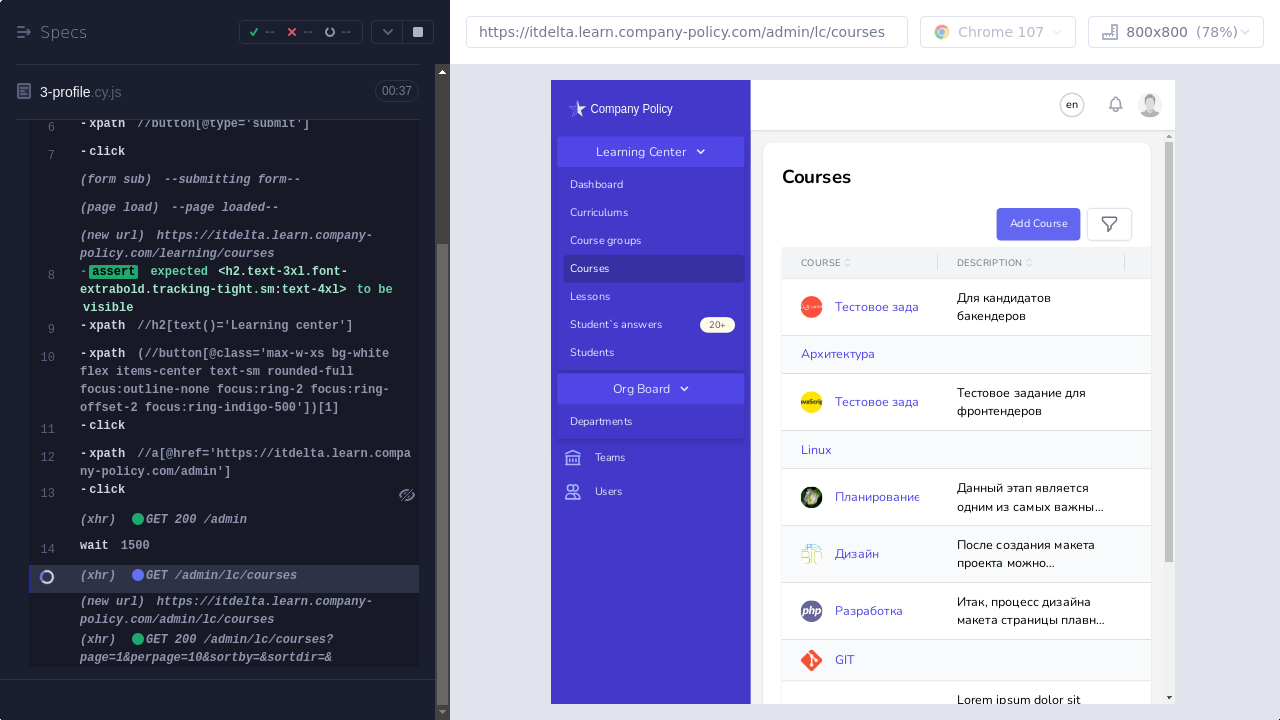 Specs
-- -- --
3-profile.cy.js
00:37
6 -xpath //button[@type='submit']
7 -click
(form sub) --submitting form--
(page load) --page loaded--
(new url) https://itdelta.learn.company-
policy.com/learning/courses
8 -assert expected <h2.text-3xl.font-
extrabold.tracking-tight.sm:text-4xl> to be
visible
9 -xpath //h2[text()='Learning center']
10 -xpath (//button[@class='max-w-xs bg-white
flex items-center text-sm rounded-full
focus:outline-none focus:ring-2 focus:ring-
offset-2 focus:ring-indigo-500'])[1]
11 -click
12 -xpath //a[@href='https://itdelta.learn.compa
ny-policy.com/admin']
13 -click
(xhr) GET 200 /admin
14 wait 1500
(xhr) GET /admin/lc/courses
(new url) https://itdelta.learn.company-
policy.com/admin/lc/courses
(xhr) GET 200 /admin/lc/courses?
page=1&perpage=10&sortby=&sortdir=&
https://itdelta.learn.company-policy.com/admin/lc/courses
Chrome 107
800x800 (78%)
Company Policy
Learning Center
Dashboard
Curriculums
Course groups
Courses
Lessons
Student`s answers 20+
Students
Org Board
Departments
Teams
Users
en
Courses
Add Course
COURSE DESCRIPTION
Тестовое зада
Для кандидатов
бакендеров
Архитектура
Тестовое зада
Тестовое задание для
фронтендеров
Linux
Планирование
Данный этап является
одним из самых важны...
Дизайн
После создания макета
проекта можно...
php
Разработка
Итак, процесс дизайна
макета страницы плавн...
GIT
Lorem ipsum dolor sit